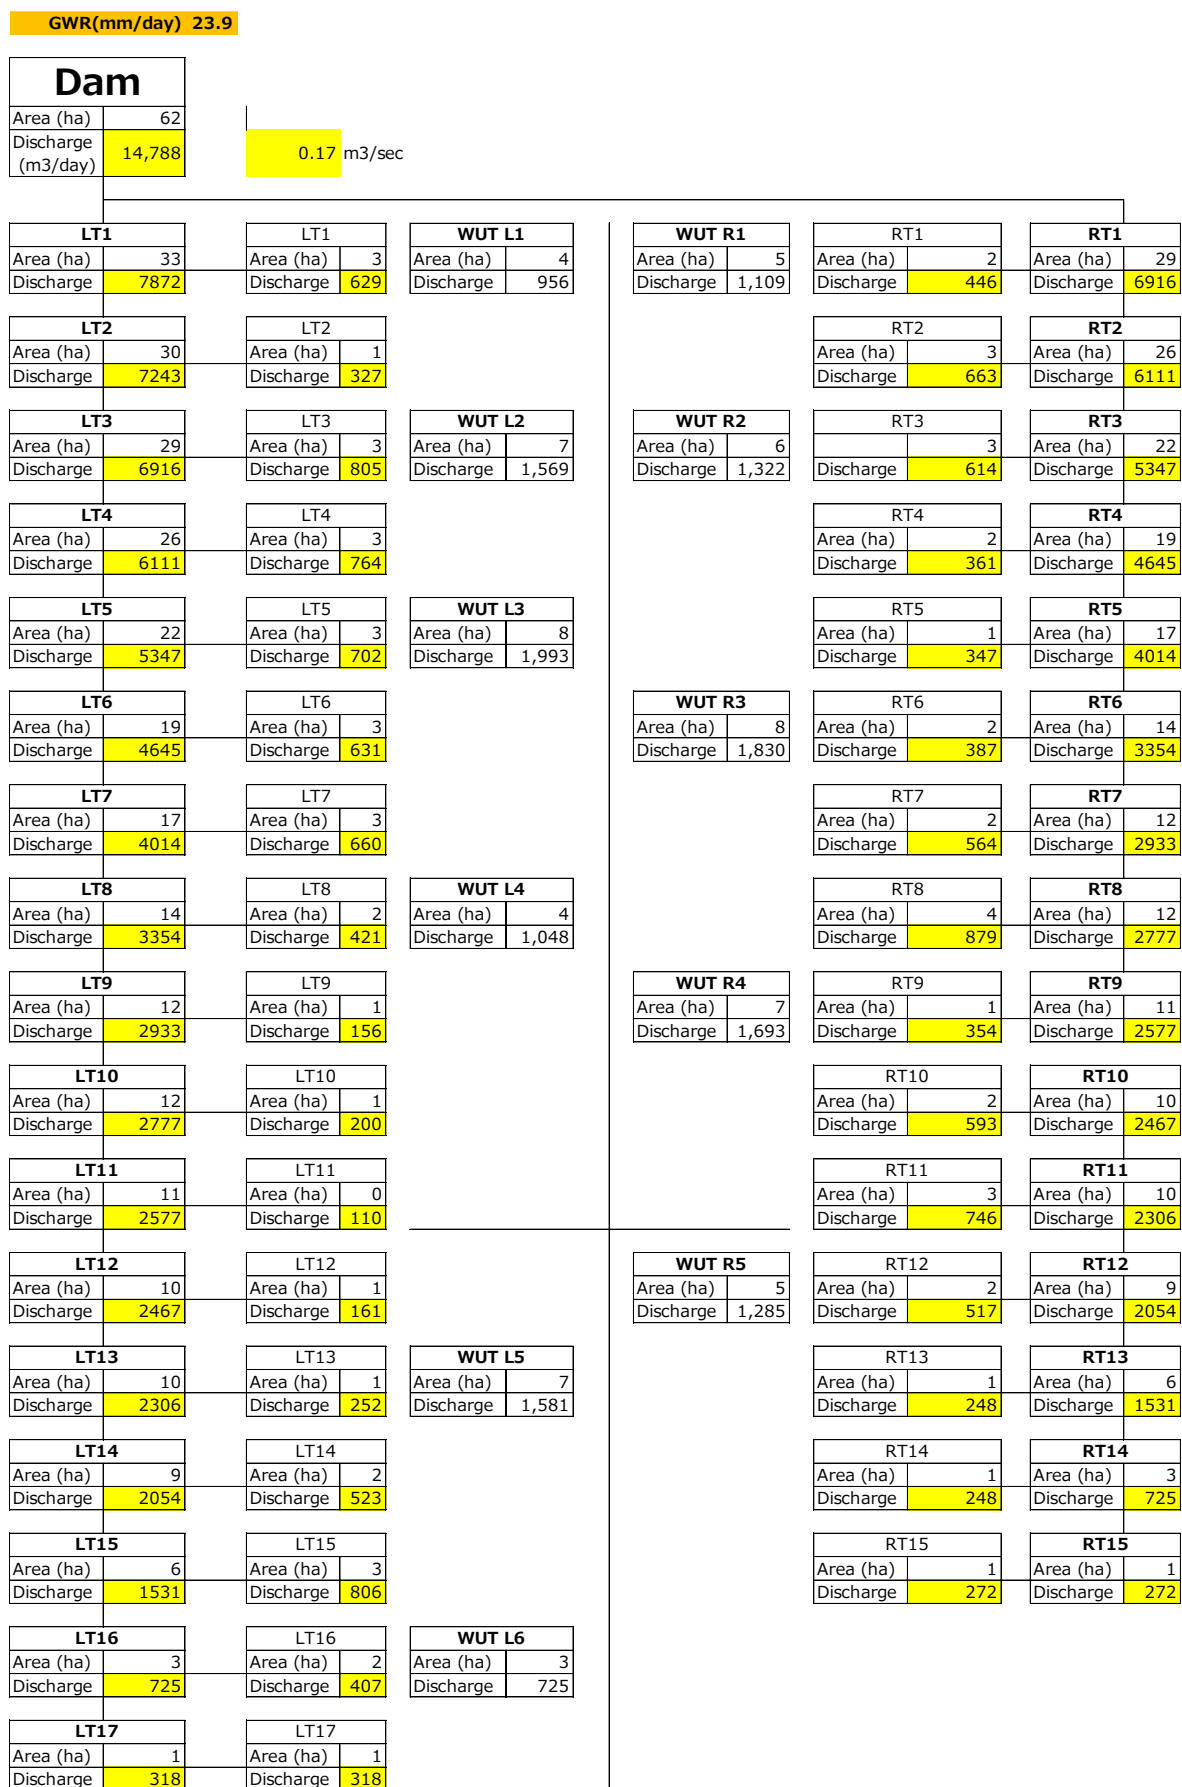 GWR(mm/day) 23.9
Dam
Area (ha) 62
Discharge (m3/day) 14,788 0.17 m3/sec
LT1 LT1 WUT L1 WUT R1 RT1 RT1
Area (ha) 33 Area (ha) 3 Area (ha) 4 Area (ha) 5 Area (ha) 2 Area (ha) 29
Discharge 7872 Discharge 629 Discharge 956 Discharge 1,109 Discharge 446 Discharge 6916
LT2 LT2 RT2 RT2
Area (ha) 30 Area (ha) 1 Area (ha) 3 Area (ha) 26
Discharge 7243 Discharge 327 Discharge 663 Discharge 6111
LT3 LT3 WUT L2 WUT R2 RT3 RT3
Area (ha) 29 Area (ha) 3 Area (ha) 7 Area (ha) 6 3 Area (ha) 22
Discharge 6916 Discharge 805 Discharge 1,569 Discharge 1,322 Discharge 614 Discharge 5347
LT4 LT4 RT4 RT4
Area (ha) 26 Area (ha) 3 Area (ha) 2 Area (ha) 19
Discharge 6111 Discharge 764 Discharge 361 Discharge 4645
LT5 LT5 WUT L3 RT5 RT5
Area (ha) 22 Area (ha) 3 Area (ha) 8 Area (ha) 1 Area (ha) 17
Discharge 5347 Discharge 702 Discharge 1,993 Discharge 347 Discharge 4014
LT6 LT6 WUT R3 RT6 RT6
Area (ha) 19 Area (ha) 3 Area (ha) 8 Area (ha) 2 Area (ha) 14
Discharge 4645 Discharge 631 Discharge 1,830 Discharge 387 Discharge 3354
LT7 LT7 RT7 RT7
Area (ha) 17 Area (ha) 3 Area (ha) 2 Area (ha) 12
Discharge 4014 Discharge 660 Discharge 564 Discharge 2933
LT8 LT8 WUT L4 RT8 RT8
Area (ha) 14 Area (ha) 2 Area (ha) 4 Area (ha) 4 Area (ha) 12
Discharge 3354 Discharge 421 Discharge 1,048 Discharge 879 Discharge 2777
LT9 LT9 WUT R4 RT9 RT9
Area (ha) 12 Area (ha) 1 Area (ha) 7 Area (ha) 1 Area (ha) 11
Discharge 2933 Discharge 156 Discharge 1,693 Discharge 354 Discharge 2577
LT10 LT10 RT10 RT10
Area (ha) 12 Area (ha) 1 Area (ha) 2 Area (ha) 10
Discharge 2777 Discharge 200 Discharge 593 Discharge 2467
LT11 LT11 RT11 RT11
Area (ha) 11 Area (ha) 0 Area (ha) 3 Area (ha) 10
Discharge 2577 Discharge 110 Discharge 746 Discharge 2306
LT12 LT12 WUT R5 RT12 RT12
Area (ha) 10 Area (ha) 1 Area (ha) 5 Area (ha) 2 Area (ha) 9
Discharge 2467 Discharge 161 Discharge 1,285 Discharge 517 Discharge 2054
LT13 LT13 WUT L5 RT13 RT13
Area (ha) 10 Area (ha) 1 Area (ha) 7 Area (ha) 1 Area (ha) 6
Discharge 2306 Discharge 252 Discharge 1,581 Discharge 248 Discharge 1531
LT14 LT14 RT14 RT14
Area (ha) 9 Area (ha) 2 Area (ha) 1 Area (ha) 3
Discharge 2054 Discharge 523 Discharge 248 Discharge 725
LT15 LT15 RT15 RT15
Area (ha) 6 Area (ha) 3 Area (ha) 1 Area (ha) 1
Discharge 1531 Discharge 806 Discharge 272 Discharge 272
LT16 LT16 WUT L6
Area (ha) 3 Area (ha) 2 Area (ha) 3
Discharge 725 Discharge 407 Discharge 725
LT17 LT17
Area (ha) 1 Area (ha) 1
Discharge 318 Discharge 318